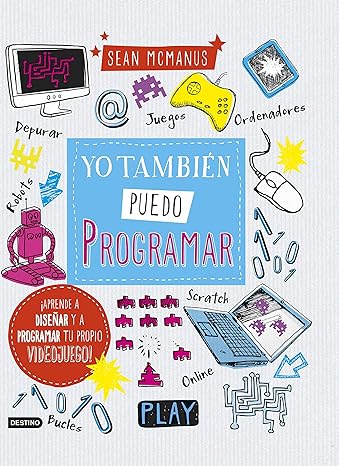 SEAN MCMANUS
@
Juegos
Ordenadores
Depurar
YO TAMBIÉN
PUEDO
PROGRAMAR
Robots
¡APRENDE A
DISEÑAR Y A
PROGRAMAR TU PROPIO
VIDEOJUEGO!
Scratch
Online
PLAY
Bucles
DESTINO